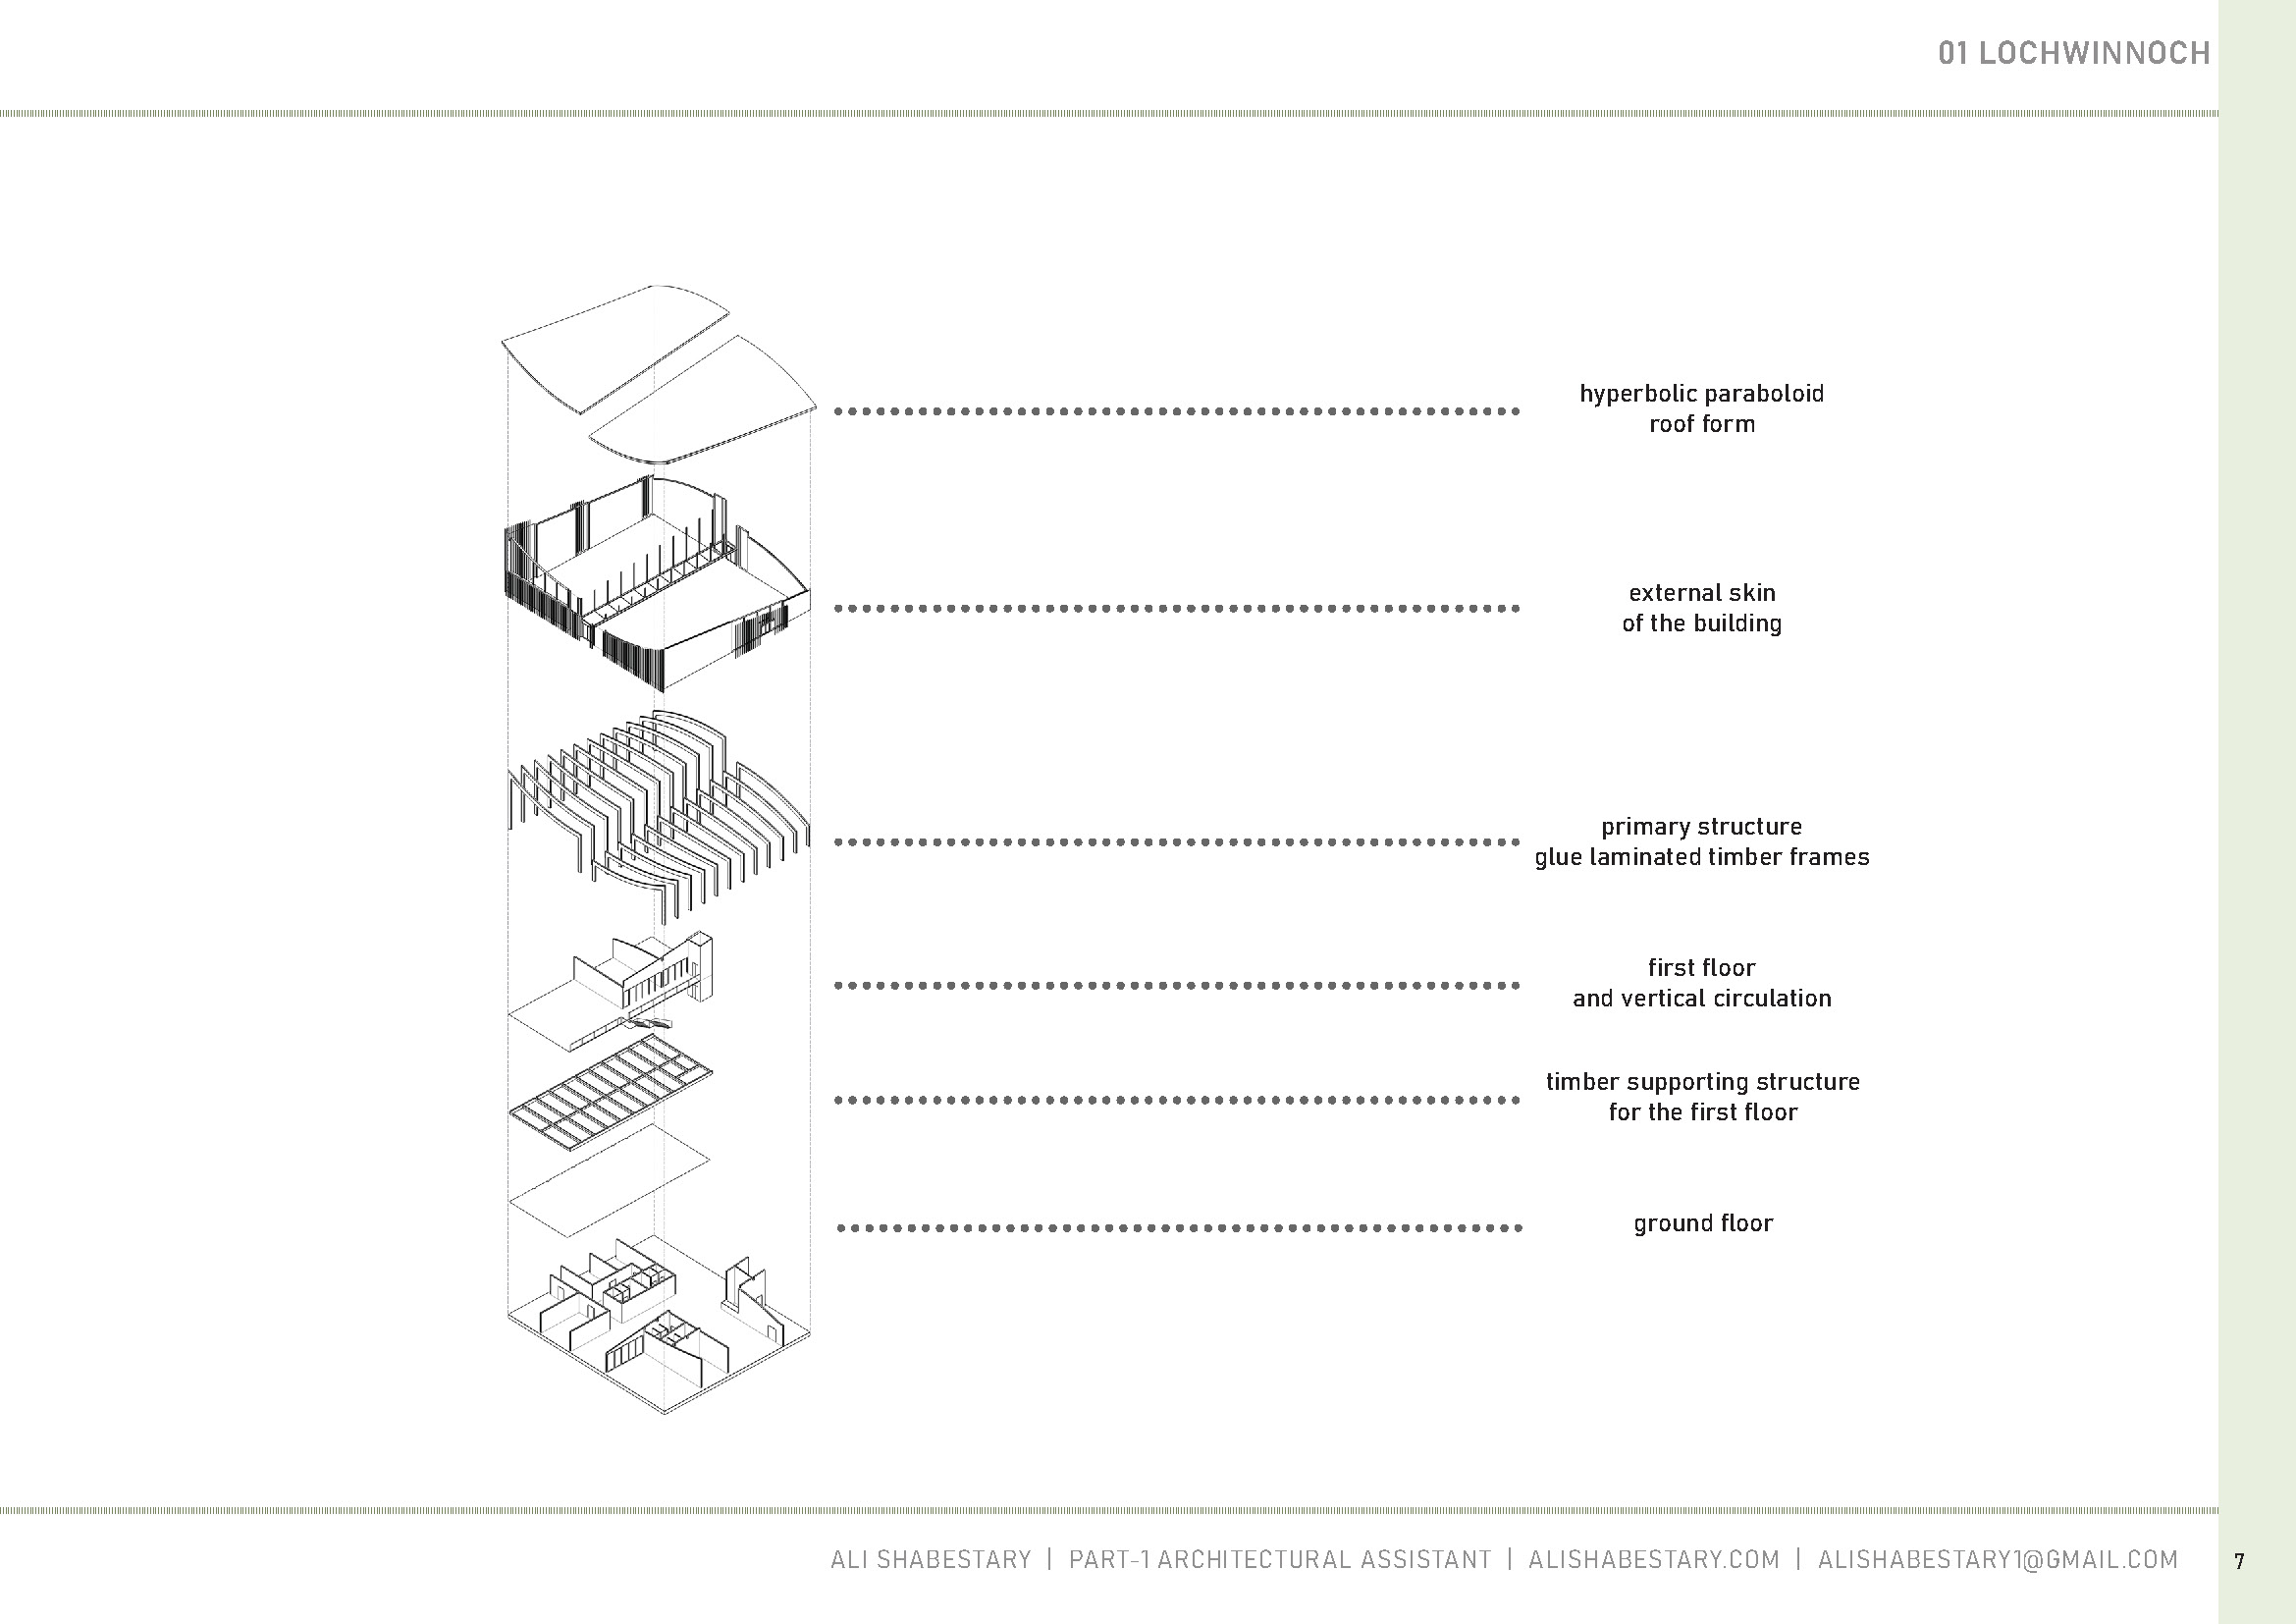 01 LOCHWINNOCH
hyperbolic paraboloid
roof form
external skin
of the building
primary structure
glue laminated timber frames
first floor
and vertical circulation
timber supporting structure
for the first floor
ground floor
ALI SHABESTARY | PART-1 ARCHITECTURAL ASSISTANT | ALISHABESTARY.COM | ALISHABESTARY1@GMAIL.COM 7